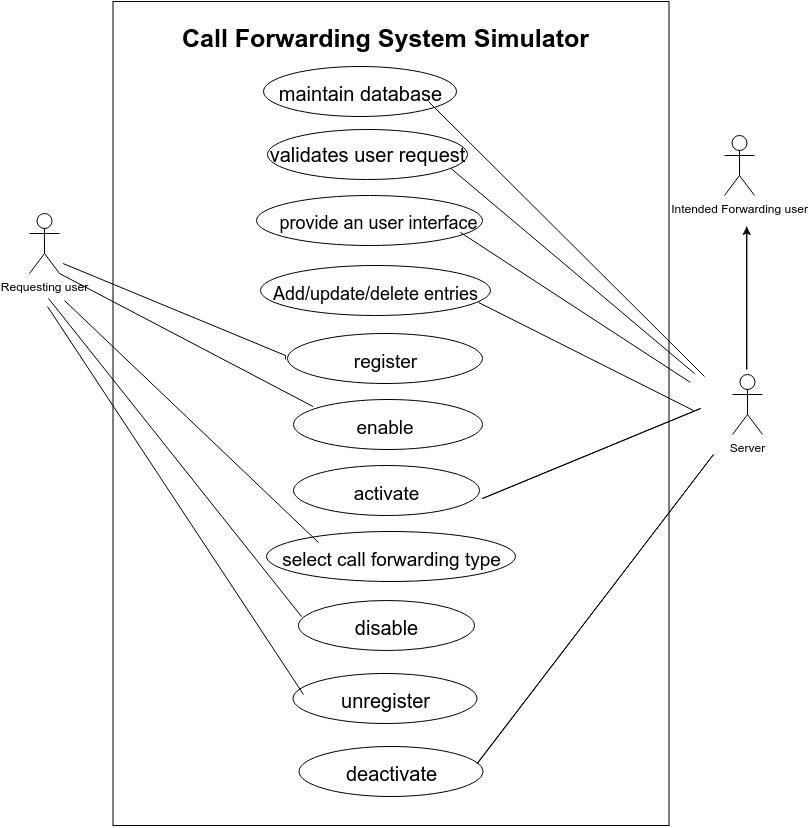 Call Forwarding System Simulator
maintain database
validates user request
Intended Forwarding user
provide an user interface
Requesting user
Add/update/delete entries
register
enable
Server
activate
select call forwarding type
disable
unregister
deactivate